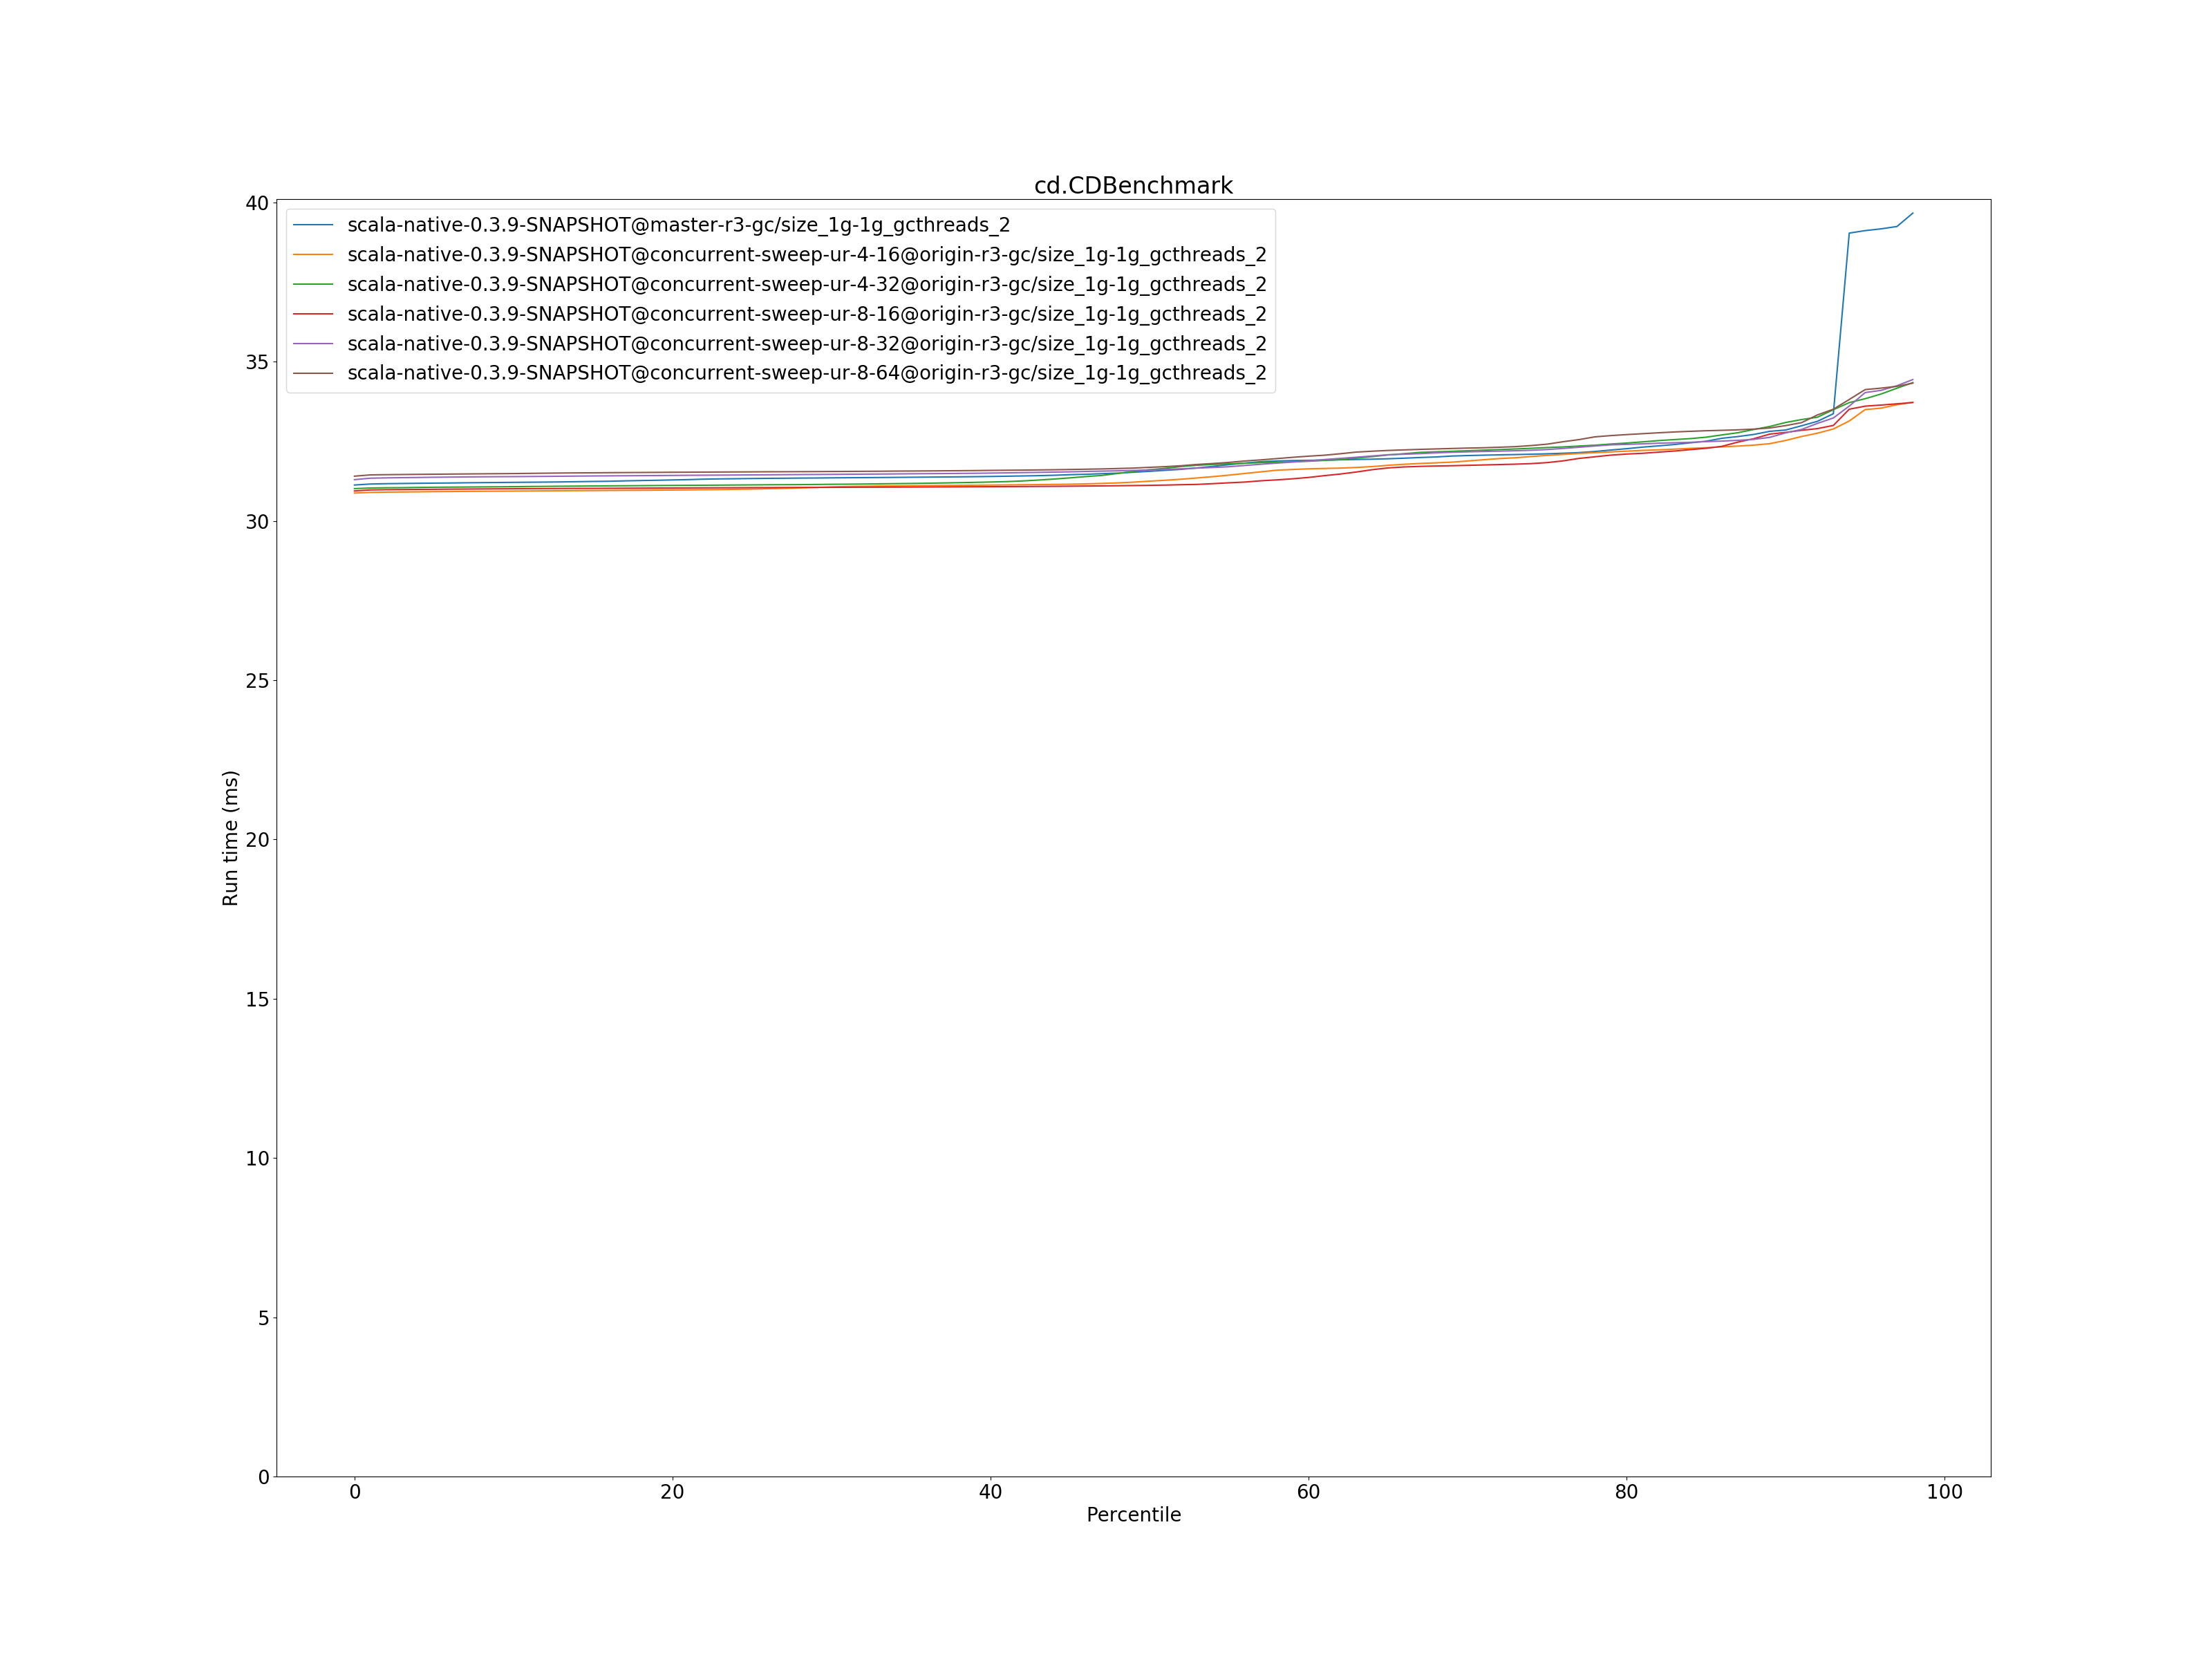 cd.CDBenchmark
scala-native-0.3.9-SNAPSHOT@master-r3-gc/size_1g-1g_gcthreads_2
scala-native-0.3.9-SNAPSHOT@concurrent-sweep-ur-4-16@origin-r3-gc/size_1g-1g_gcthreads_2
scala-native-0.3.9-SNAPSHOT@concurrent-sweep-ur-4-32@origin-r3-gc/size_1g-1g_gcthreads_2
scala-native-0.3.9-SNAPSHOT@concurrent-sweep-ur-8-16@origin-r3-gc/size_1g-1g_gcthreads_2
scala-native-0.3.9-SNAPSHOT@concurrent-sweep-ur-8-32@origin-r3-gc/size_1g-1g_gcthreads_2
scala-native-0.3.9-SNAPSHOT@concurrent-sweep-ur-8-64@origin-r3-gc/size_1g-1g_gcthreads_2
40
35
30
25
20
15
10
5
0
Run time (ms)
0 20 40 60 80 100
Percentile